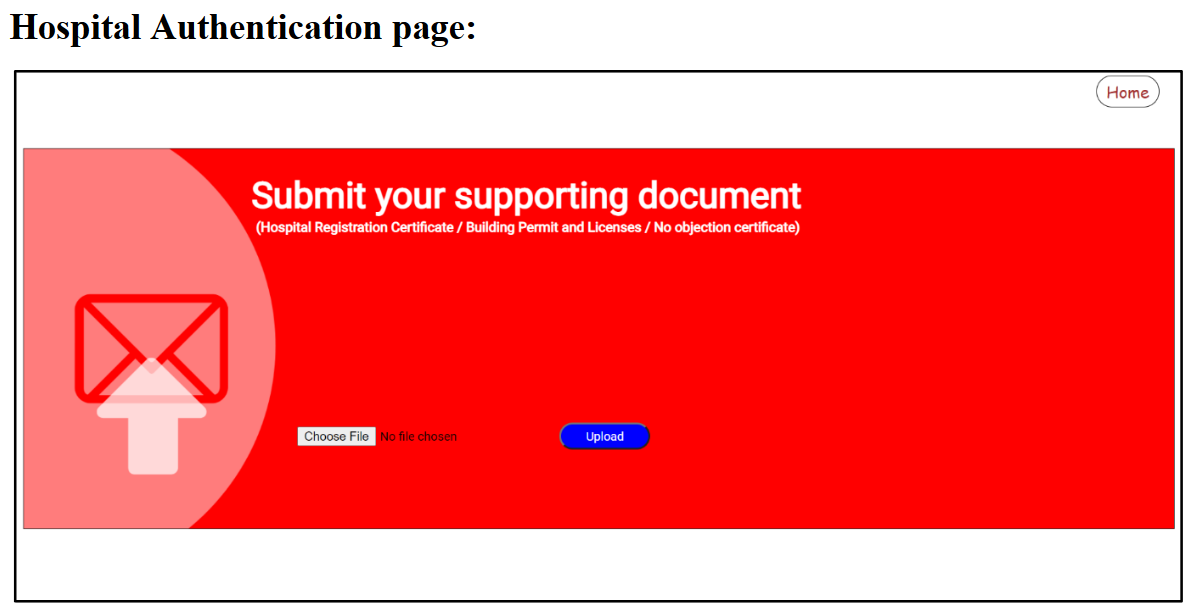 Hospital Authentication page:
Home
Submit your supporting document
(Hospital Registration Certificate / Building Permit and Licenses / No objection certificate)
Choose File No file chosen
Upload